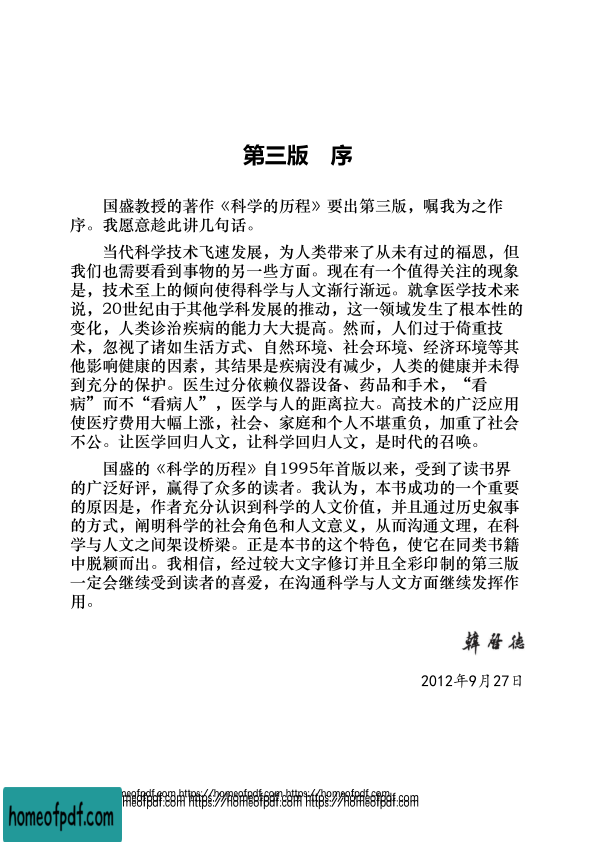 第三版　序
国盛教授的著作《科学的历程》要出第三版，嘱我为之作
序。我愿意趁此讲几句话。
当代科学技术飞速发展，为人类带来了从未有过的福恩，但
我们也需要看到事物的另一些方面。现在有一个值得关注的现象
是，技术至上的倾向使得科学与人文渐行渐远。就拿医学技术来
说，20世纪由于其他学科发展的推动，这一领域发生了根本性的
变化，人类诊治疾病的能力大大提高。然而，人们过于倚重技
术，忽视了诸如生活方式、自然环境、社会环境、经济环境等其
他影响健康的因素，其结果是疾病没有减少，人类的健康并未得
到充分的保护。医生过分依赖仪器设备、药品和手术，“看
病”而不“看病人”，医学与人的距离拉大。高技术的广泛应用
使医疗费用大幅上涨，社会、家庭和个人不堪重负，加重了社会
不公。让医学回归人文，让科学回归人文，是时代的召唤。
国盛的《科学的历程》自1995年首版以来，受到了读书界
的广泛好评，赢得了众多的读者。我认为，本书成功的一个重要
的原因是，作者充分认识到科学的人文价值，并且通过历史叙事
的方式，阐明科学的社会角色和人文意义，从而沟通文理，在科
学与人文之间架设桥梁。正是本书的这个特色，使它在同类书籍
中脱颖而出。我相信，经过较大文字修订并且全彩印制的第三版
一定会继续受到读者的喜爱，在沟通科学与人文方面继续发挥作
用。
韩启德
2012年9月27日
homeofpdf.com https://homeofpdf.com https://homeofpdf.com
homeofpdf.com https://homeofpdf.com https://homeofpdf.com
homeofpdf.com